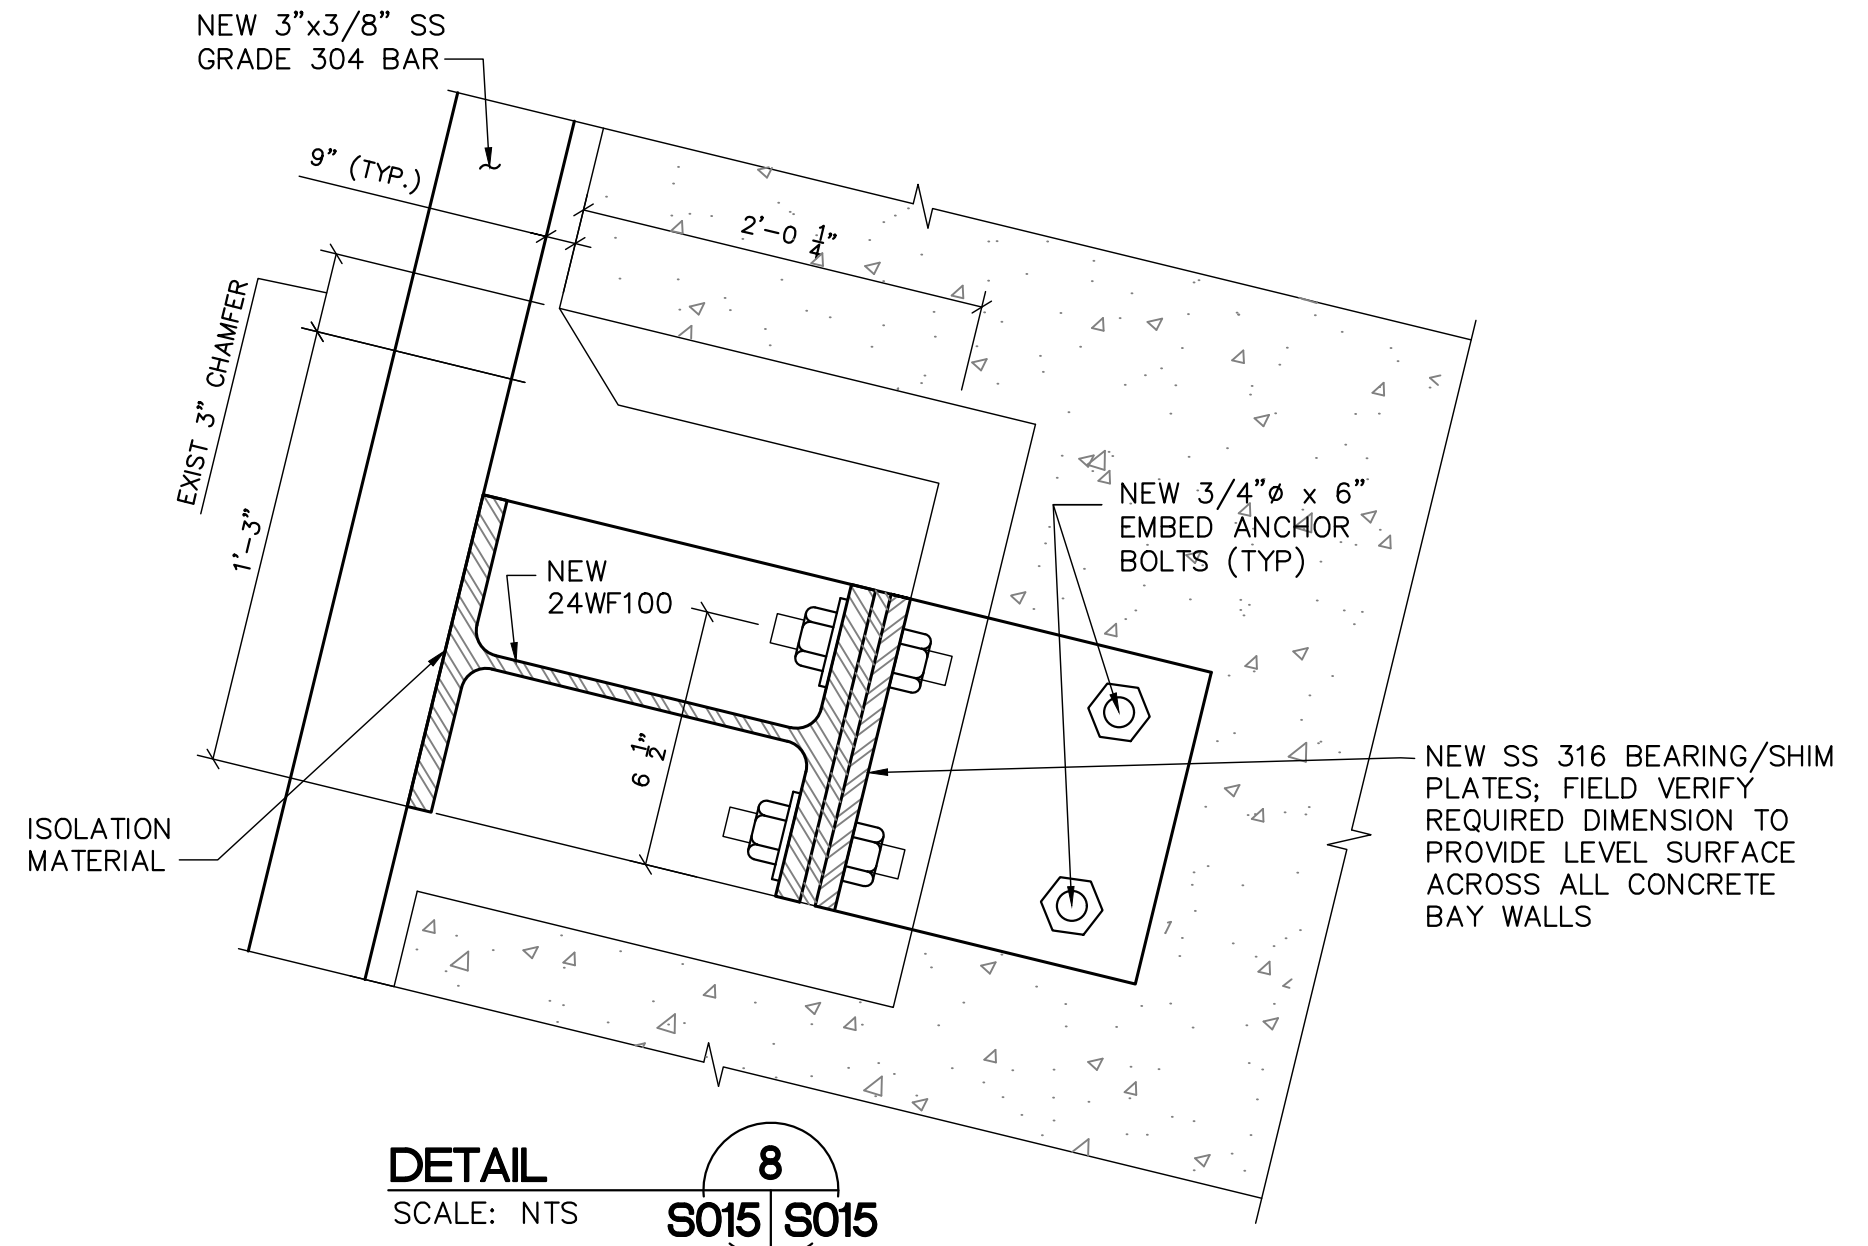 NEW 3”x3/8” SS
GRADE 304 BAR
9” (TYP.)
2’-0 1/4”
EXIST 3” CHAMFER
1’-3”
NEW 3/4”ø x 6”
EMBED ANCHOR
BOLTS (TYP)
NEW
24WF100
6 1/2”
NEW SS 316 BEARING/SHIM
PLATES; FIELD VERIFY
REQUIRED DIMENSION TO
PROVIDE LEVEL SURFACE
ACROSS ALL CONCRETE
BAY WALLS
ISOLATION
MATERIAL
DETAIL
SCALE: NTS
8
S015 S015